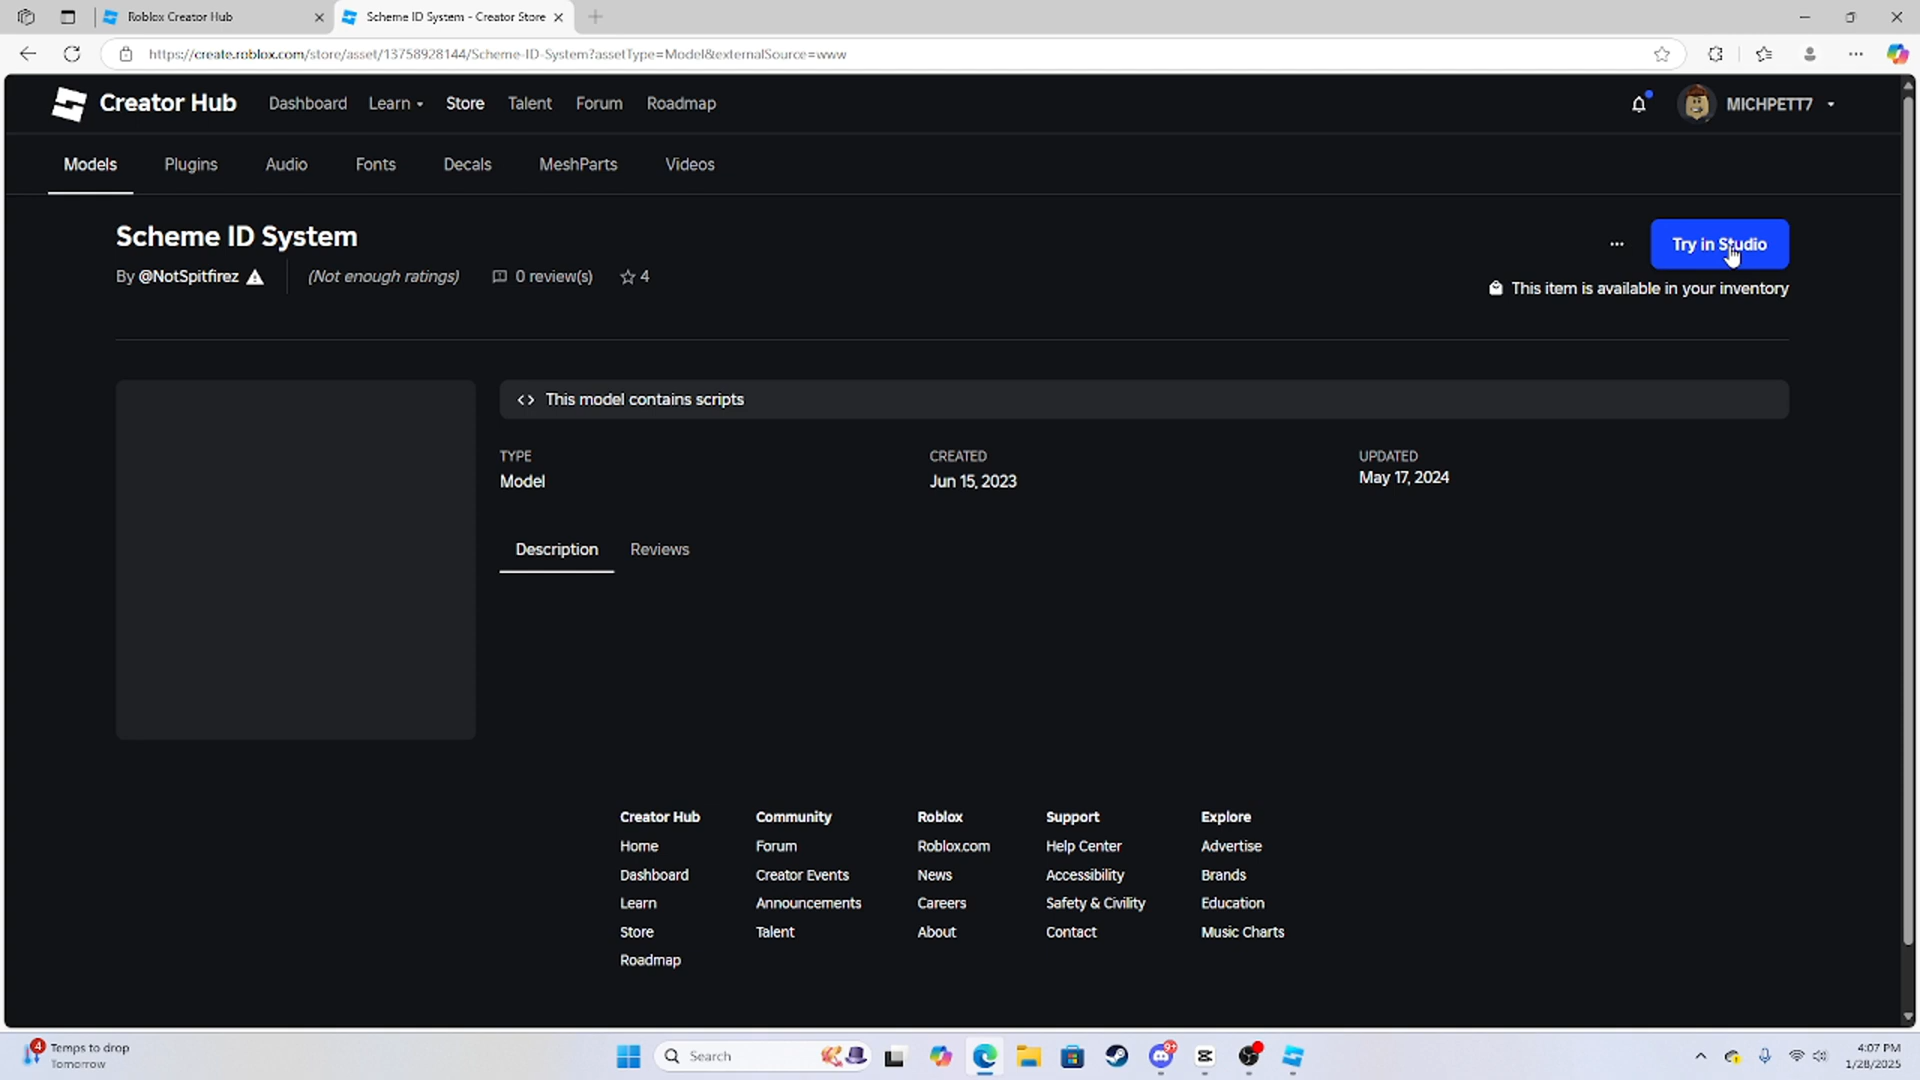 Roblox Creator Hub
Scheme ID System - Creator Store
https://create.roblox.com/store/asset/13758928144/Scheme-ID-System?assetType=Model&externalSource=www
Creator Hub
Dashboard
Learn
Store
Talent
Forum
Roadmap
MICHPETT7
Models
Plugins
Audio
Fonts
Decals
MeshParts
Videos
Scheme ID System
Try in Studio
By @NotSpitfirez
(Not enough ratings)
0 review(s)
4
This item is available in your inventory
<> This model contains scripts
TYPE
Model
CREATED
Jun 15, 2023
UPDATED
May 17, 2024
Description
Reviews
Creator Hub
Home
Dashboard
Learn
Store
Roadmap
Community
Forum
Creator Events
Announcements
Talent
Roblox
Roblox.com
News
Careers
About
Support
Help Center
Accessibility
Safety & Civility
Contact
Explore
Advertise
Brands
Education
Music Charts
4
Temps to drop
Tomorrow
Search
9+
4:07 PM
1/28/2025